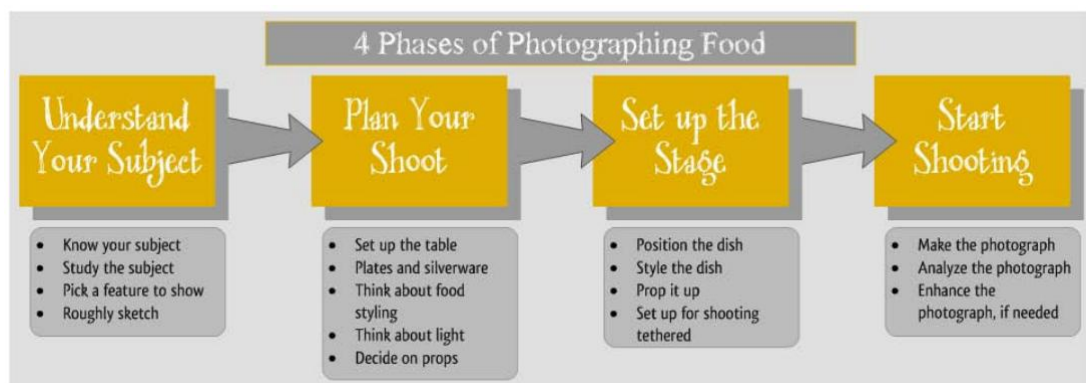 4 Phases of Photographing Food
Understand
Your Subject
Plan Your
Shoot
Set up the
Stage
Start
Shooting
• Know your subject
• Study the subject
• Pick a feature to show
• Roughly sketch
• Set up the table
• Plates and silverware
• Think about food
styling
• Think about light
• Decide on props
• Position the dish
• Style the dish
• Prop it up
• Set up for shooting
tethered
• Make the photograph
• Analyze the photograph
• Enhance the
photograph, if needed